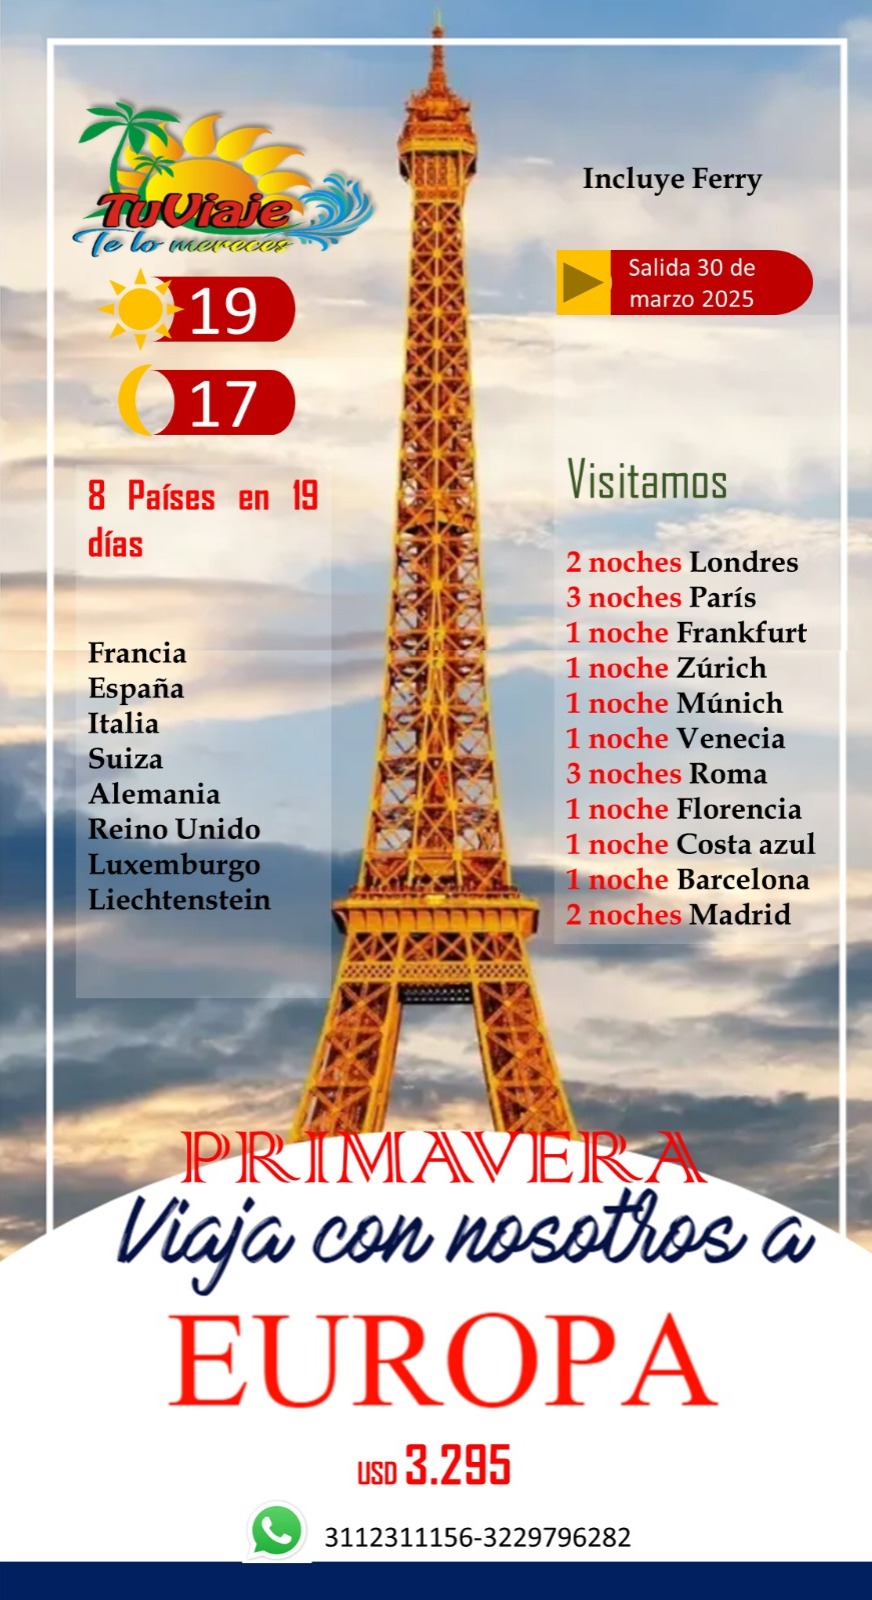 TuViaje
Te lo mereces
Incluye Ferry
Salida 30 de
marzo 2025
19
17
8 Países en 19
días
Francia
España
Italia
Suiza
Alemania
Reino Unido
Luxemburgo
Liechtenstein
Visitamos
2 noches Londres
3 noches París
1 noche Frankfurt
1 noche Zúrich
1 noche Múnich
1 noche Venecia
3 noches Roma
1 noche Florencia
1 noche Costa azul
1 noche Barcelona
2 noches Madrid
PRIMAVERA
Viaja con nosotros a
EUROPA
USD 3.295
3112311156-3229796282